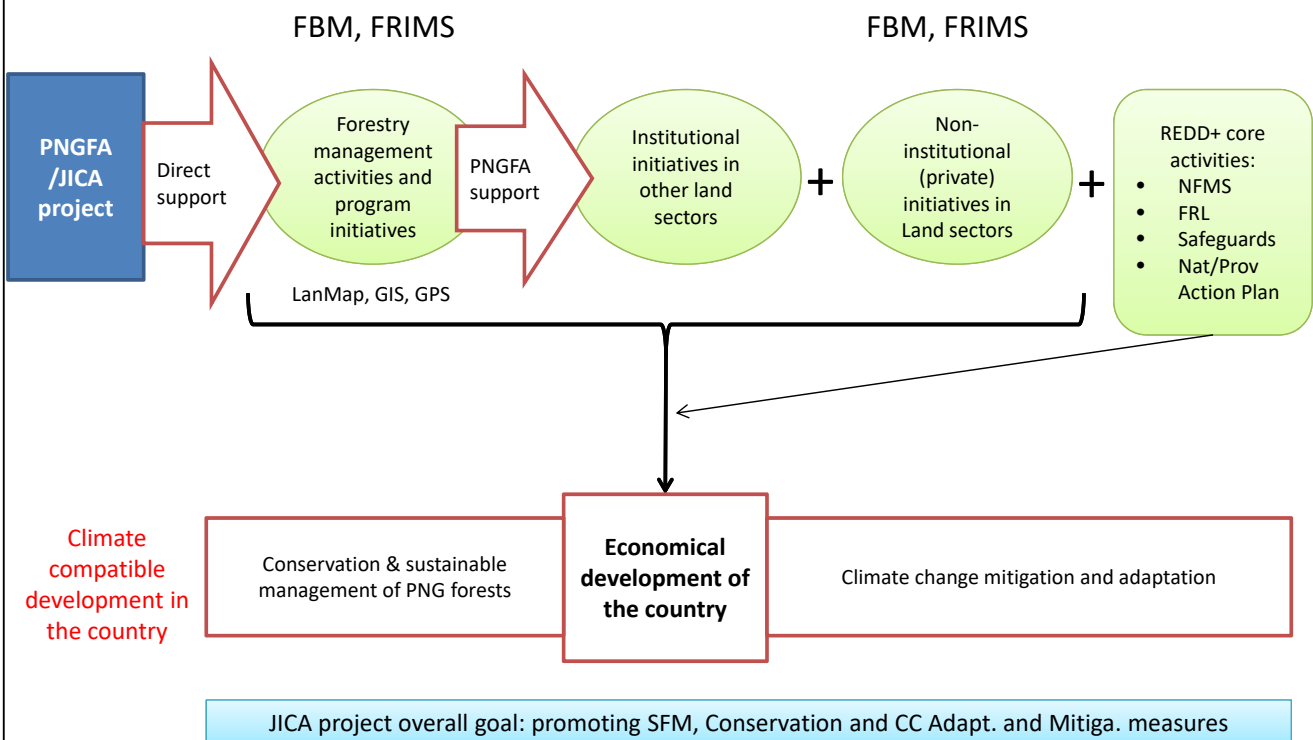 FBM, FRIMS
FBM, FRIMS
PNGFA
/JICA
project
Direct
support
Forestry
management
activities and
program
initiatives
PNGFA
support
Institutional
initiatives in
other land
sectors
+
Non-
institutional
(private)
initiatives in
Land sectors
+
REDD+ core
activities:
• NFMS
• FRL
• Safeguards
• Nat/Prov
Action Plan
LanMap, GIS, GPS
Climate
compatible
development in
the country
Conservation & sustainable
management of PNG forests
Economical
development of
the country
Climate change mitigation and adaptation
JICA project overall goal: promoting SFM, Conservation and CC Adapt. and Mitiga. measures